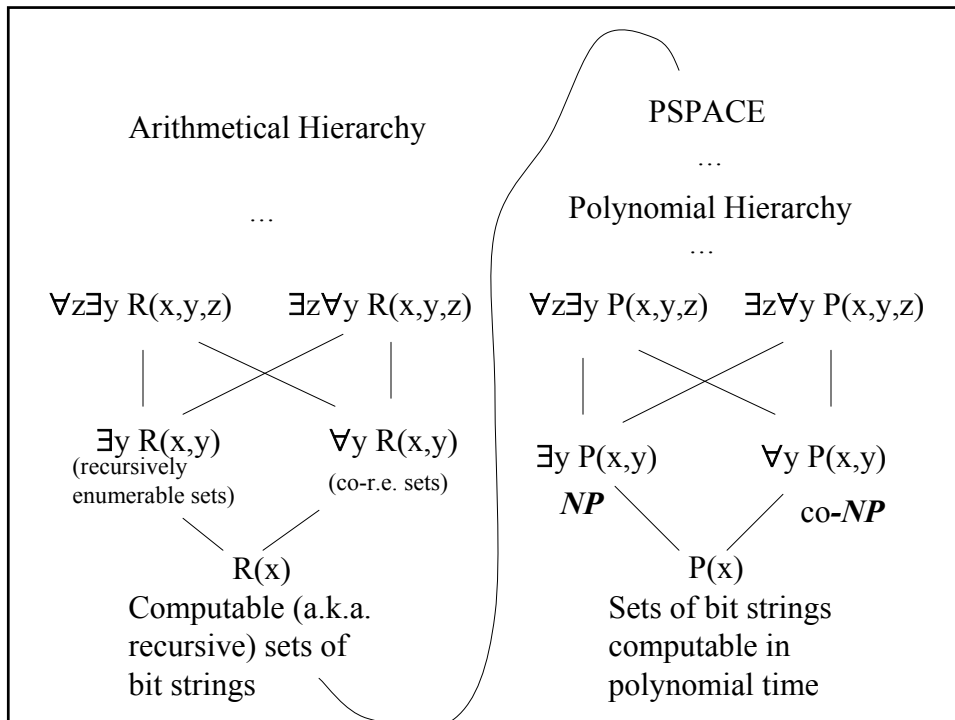 Arithmetical Hierarchy
…
∀z∃y R(x,y,z)
∃z∀y R(x,y,z)
∃y R(x,y)
(recursively
enumerable sets)
∀y R(x,y)
(co-r.e. sets)
R(x)
Computable (a.k.a.
recursive) sets of
bit strings
PSPACE
…
Polynomial Hierarchy
…
∀z∃y P(x,y,z)
∃z∀y P(x,y,z)
∃y P(x,y)
NP
∀y P(x,y)
co-NP
P(x)
Sets of bit strings
computable in
polynomial time